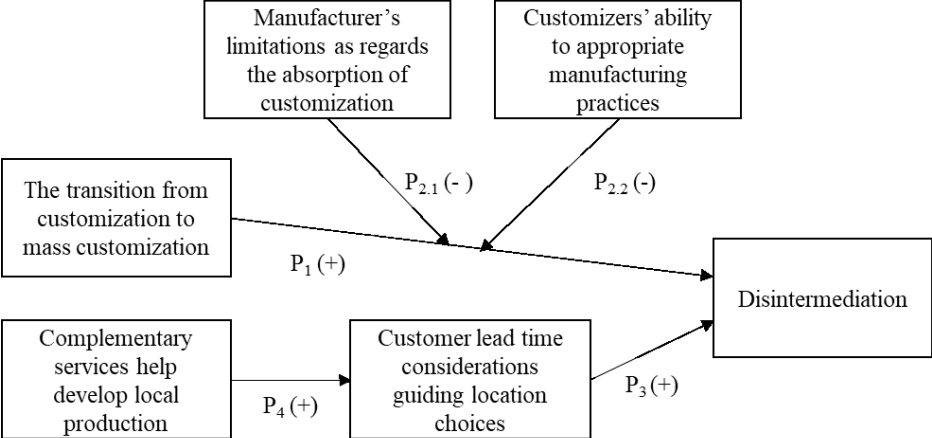 Manufacturer’s
limitations as regards
the absorption of
customization
Customizers’ ability
to appropriate
manufacturing
practices
P2.1 (- )
P2.2 (-)
The transition from
customization to
mass customization
P1 (+)
Disintermediation
Complementary
services help
develop local
production
P4 (+)
Customer lead time
considerations
guiding location
choices
P3 (+)